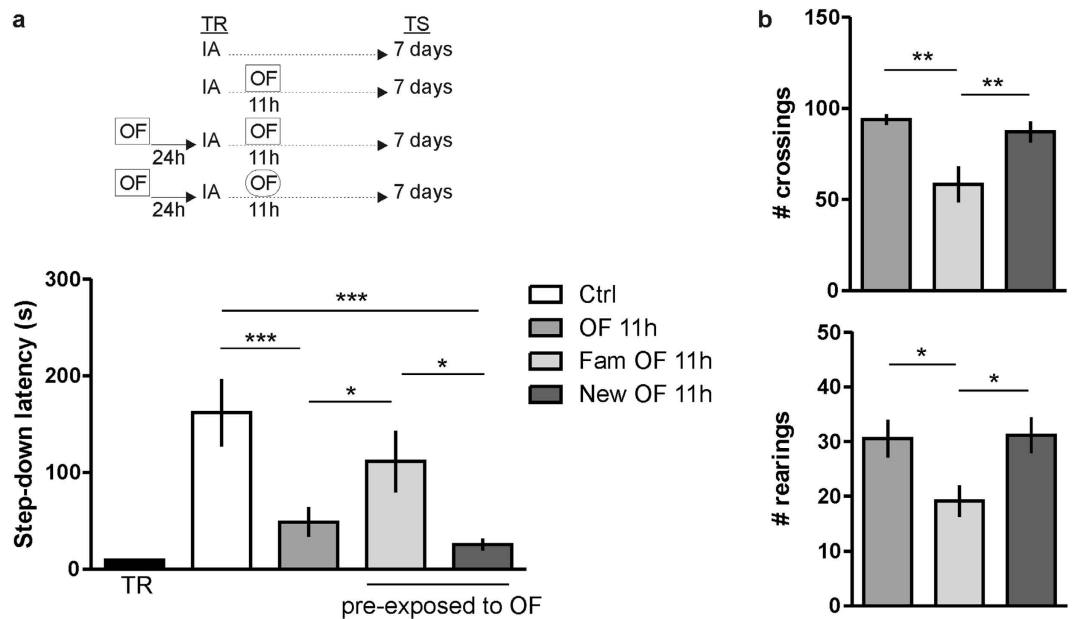 a
TR TS
IA 7 days
IA OF 7 days
11h
OF IA OF 7 days
24h 11h
OF IA OF 7 days
24h 11h
Step-down latency (s)
300
200
100
0
***
***
*
*
TR
pre-exposed to OF
Ctrl
OF 11h
Fam OF 11h
New OF 11h
b
# crossings
150
100
50
0
**
**
# rearings
50
40
30
20
10
0
*
*